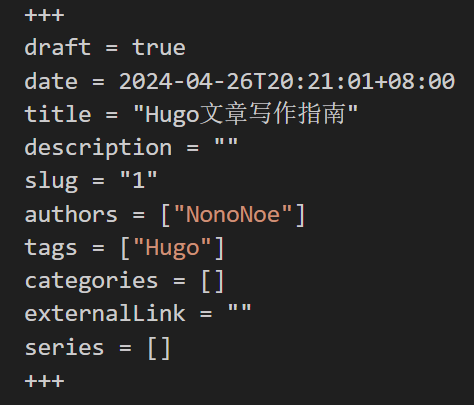 +++
draft = true
date = 2024-04-26T20:21:01+08:00
title = "Hugo文章写作指南"
description = ""
slug = "1"
authors = ["NonoNoe"]
tags = ["Hugo"]
categories = []
externalLink = ""
series = []
+++